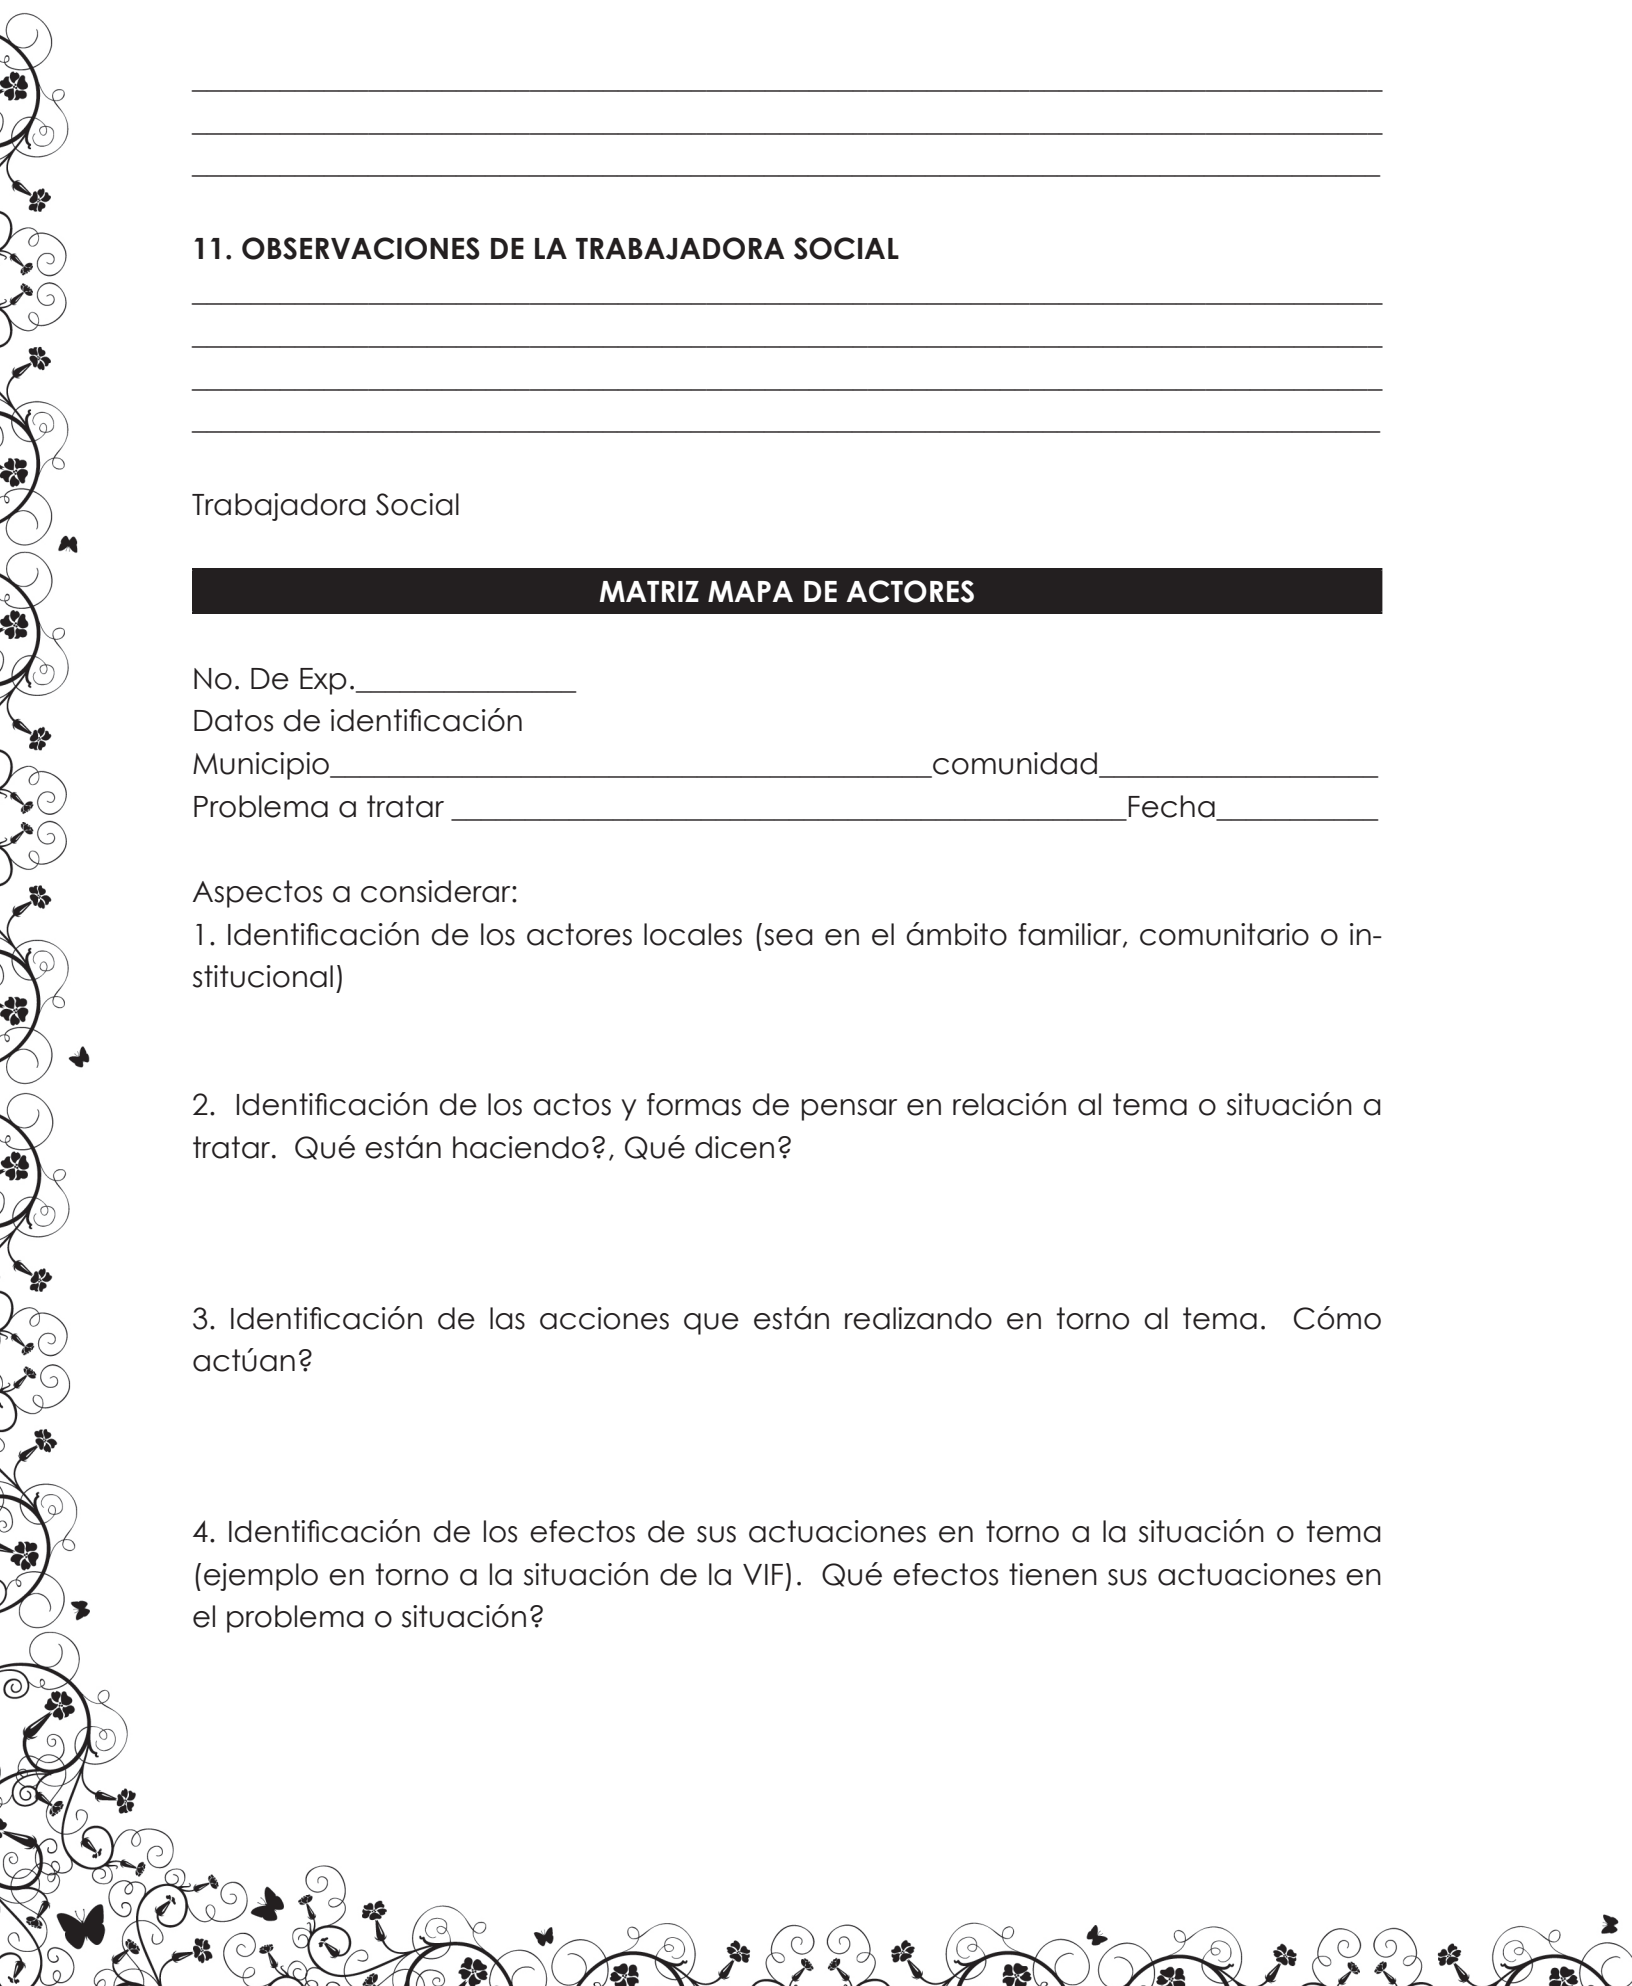 11. OBSERVACIONES DE LA TRABAJADORA SOCIAL
Trabajadora Social
MATRIZ MAPA DE ACTORES
No. De Exp._______________
Datos de identificación
Municipio_________________________________________comunidad___________________
Problema a tratar ______________________________________________Fecha___________
Aspectos a considerar:
1. Identificación de los actores locales (sea en el ámbito familiar, comunitario o in-
stitucional)
2.  Identificación de los actos y formas de pensar en relación al tema o situación a
tratar.  Qué están haciendo?, Qué dicen?
3. Identificación de las acciones que están realizando en torno al tema.  Cómo
actúan?
4. Identificación de los efectos de sus actuaciones en torno a la situación o tema
(ejemplo en torno a la situación de la VIF).  Qué efectos tienen sus actuaciones en
el problema o situación?